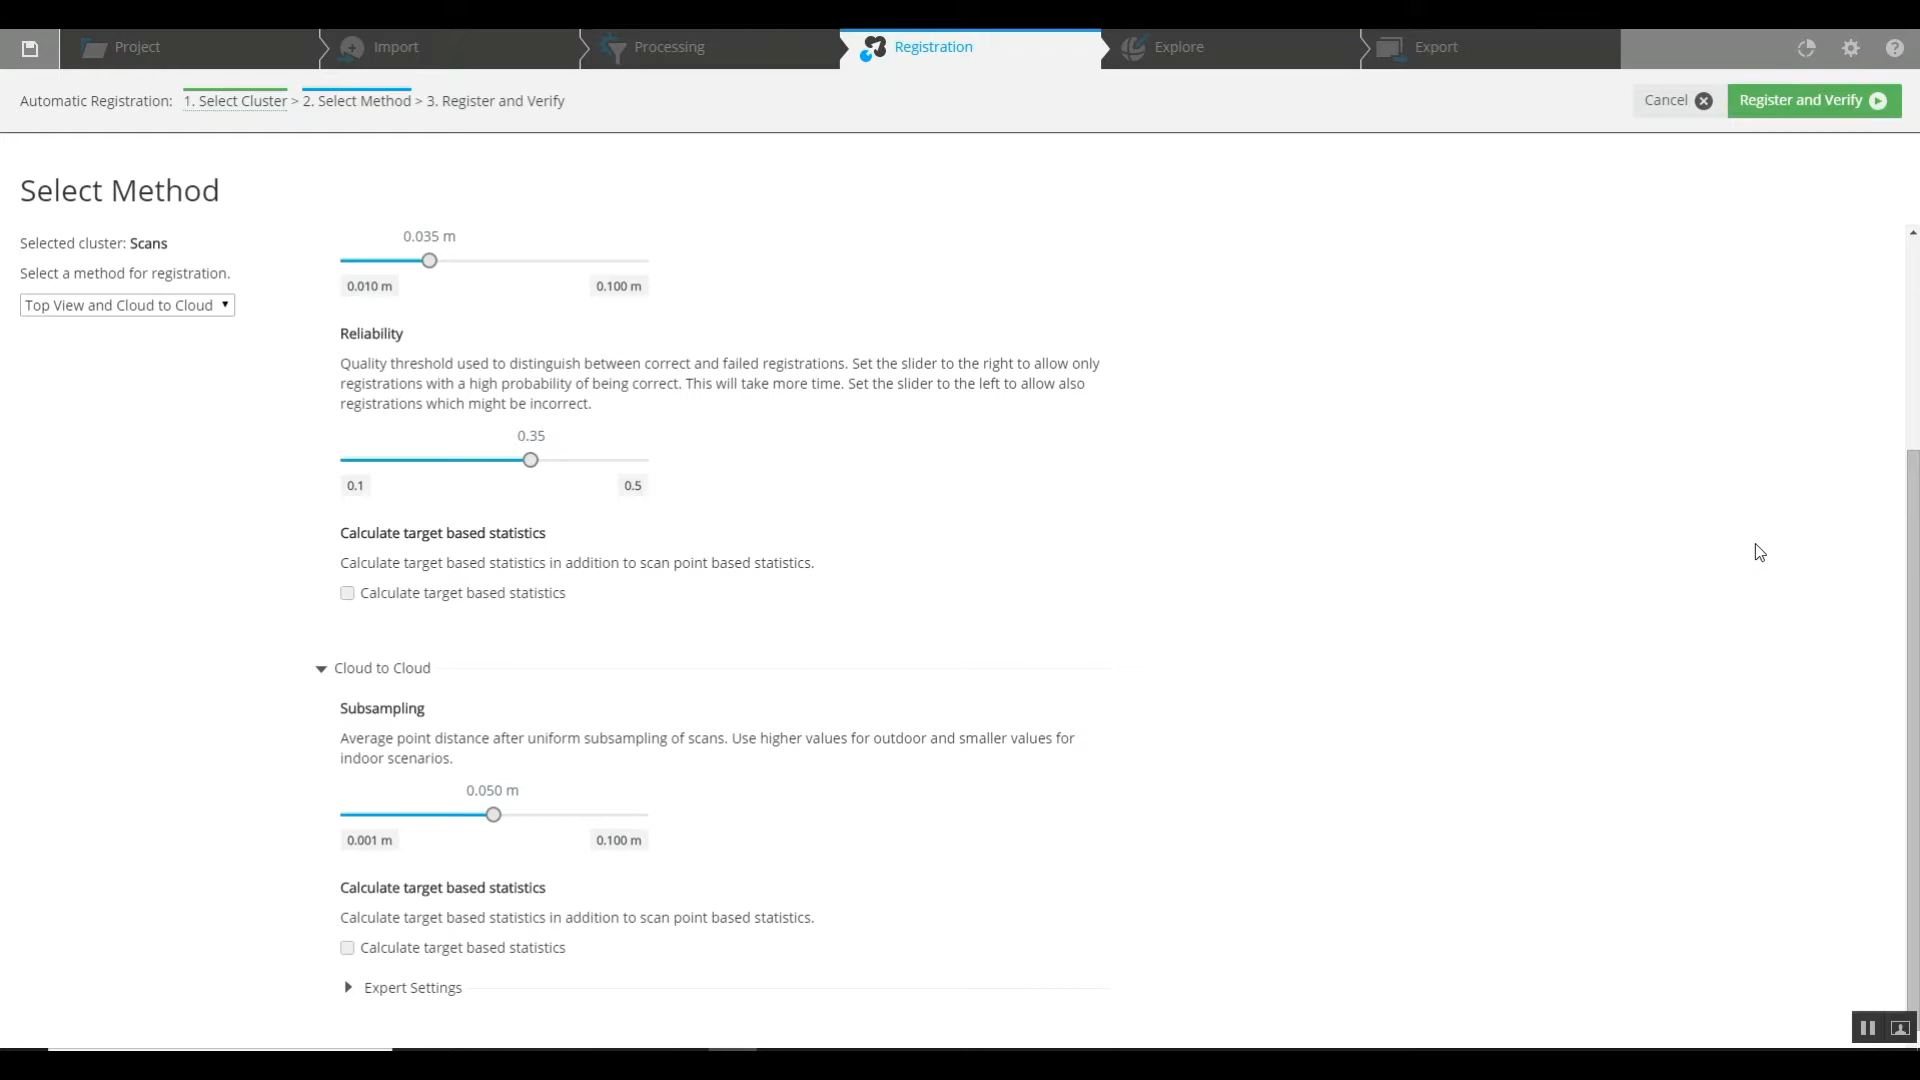 Project
Import
Processing
Registration
Explore
Export
Automatic Registration: 1. Select Cluster > 2. Select Method > 3. Register and Verify
Cancel
Register and Verify
Select Method
Selected cluster: Scans
Select a method for registration.
Top View and Cloud to Cloud
0.035 m
0.010 m
0.100 m
Reliability
Quality threshold used to distinguish between correct and failed registrations. Set the slider to the right to allow only
registrations with a high probability of being correct. This will take more time. Set the slider to the left to allow also
registrations which might be incorrect.
0.35
0.1
0.5
Calculate target based statistics
Calculate target based statistics in addition to scan point based statistics.
Calculate target based statistics
Cloud to Cloud
Subsampling
Average point distance after uniform subsampling of scans. Use higher values for outdoor and smaller values for
indoor scenarios.
0.050 m
0.001 m
0.100 m
Calculate target based statistics
Calculate target based statistics in addition to scan point based statistics.
Calculate target based statistics
Expert Settings